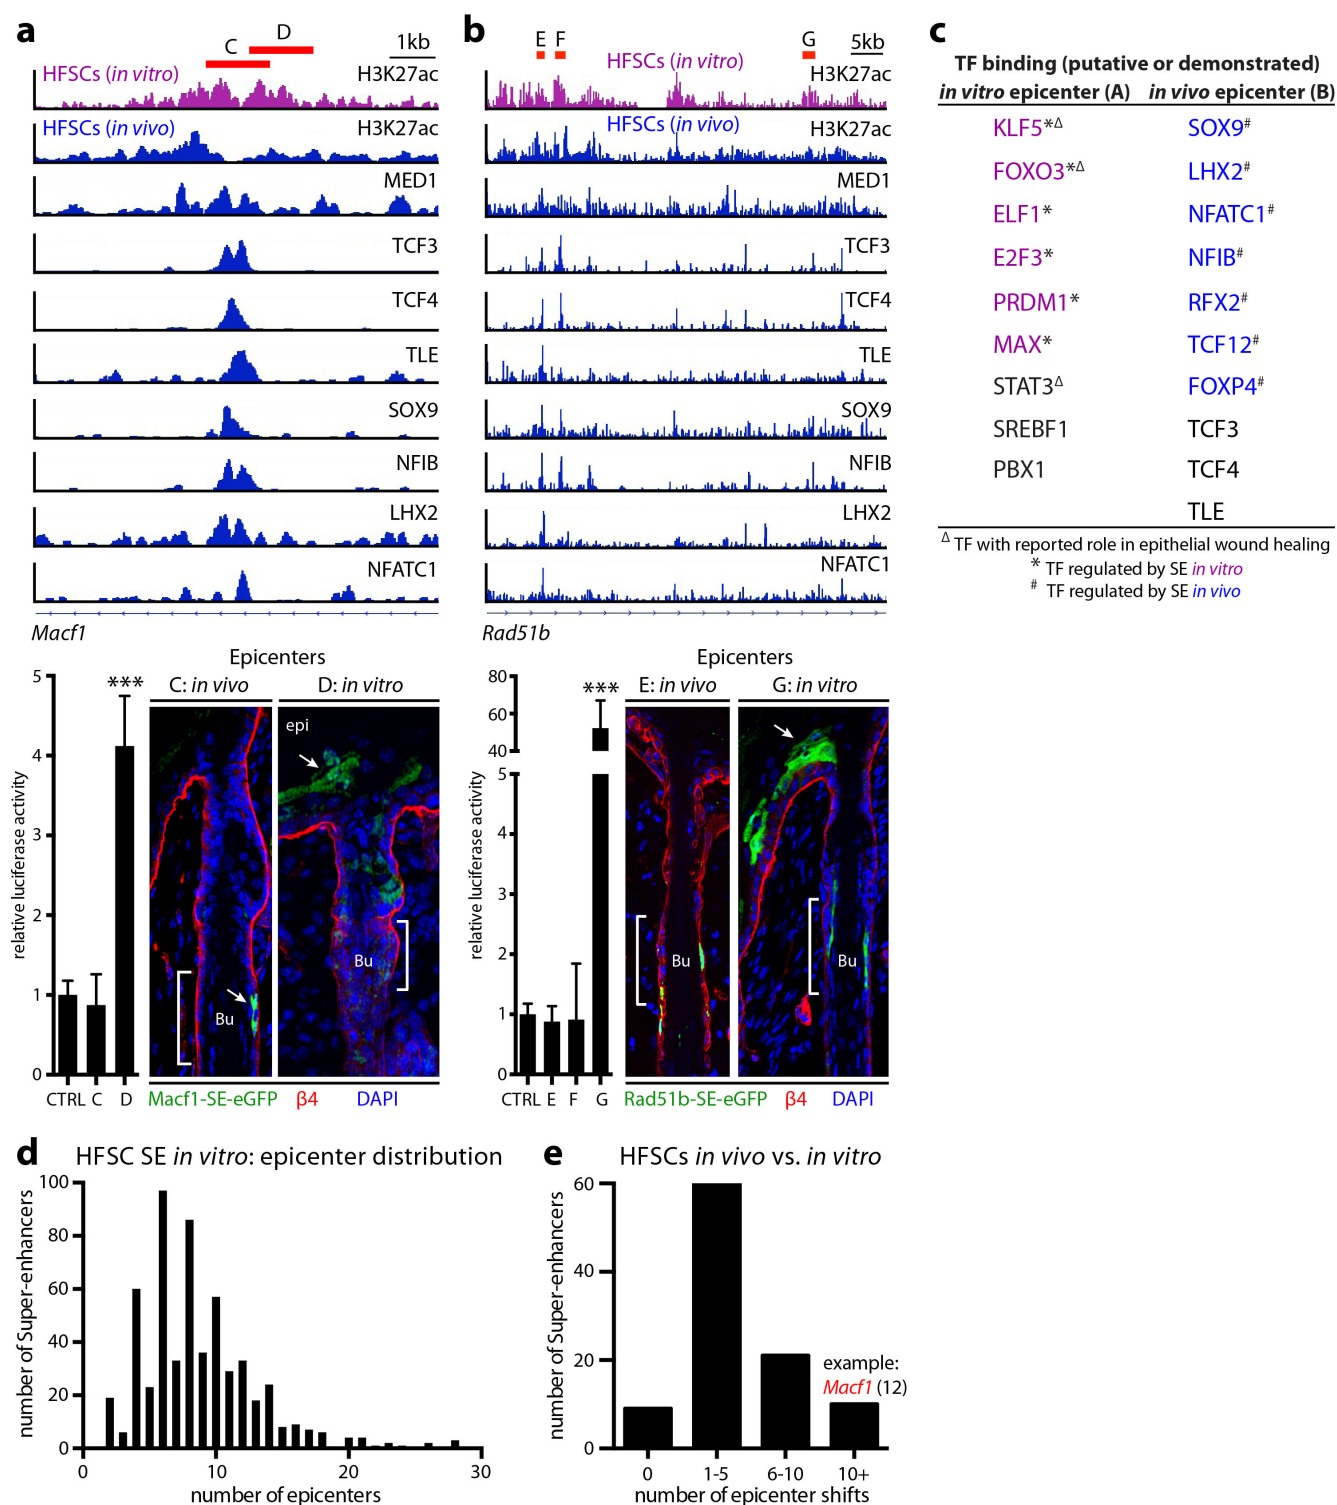 a
C
D
1kb
HFSCs (in vitro)
H3K27ac
HFSCs (in vivo)
H3K27ac
MED1
TCF3
TCF4
TLE
SOX9
NFIB
LHX2
NFATC1
Macf1
b
E F
G
5kb
HFSCs (in vitro)
H3K27ac
HFSCs (in vivo)
H3K27ac
MED1
TCF3
TCF4
TLE
SOX9
NFIB
LHX2
NFATC1
Rad51b
c
TF binding (putative or demonstrated)
in vitro epicenter (A) in vivo epicenter (B)
KLF5*Δ SOX9#
FOXO3*Δ LHX2#
ELF1* NFATC1#
E2F3* NFIB#
PRDM1* RFX2#
MAX* TCF12#
STAT3Δ FOXP4#
SREBF1 TCF3
PBX1 TCF4
TLE
Δ TF with reported role in epithelial wound healing
* TF regulated by SE in vitro
# TF regulated by SE in vivo
Epicenters
C: in vivo D: in vitro
relative luciferase activity
5
4
3
2
1
0
***
CTRL C D
epi
Bu
Bu
Macf1-SE-eGFP β4 DAPI
Epicenters
E: in vivo G: in vitro
relative luciferase activity
80
60
40
5
4
3
2
1
0
***
CTRL E F G
Bu
Bu
Rad51b-SE-eGFP β4 DAPI
d HFSC SE in vitro: epicenter distribution
number of Super-enhancers
100
80
60
40
20
0
0 10 20 30
number of epicenters
e HFSCs in vivo vs. in vitro
number of Super-enhancers
60
40
20
0
example:
Macf1 (12)
0 1-5 6-10 10+
number of epicenter shifts